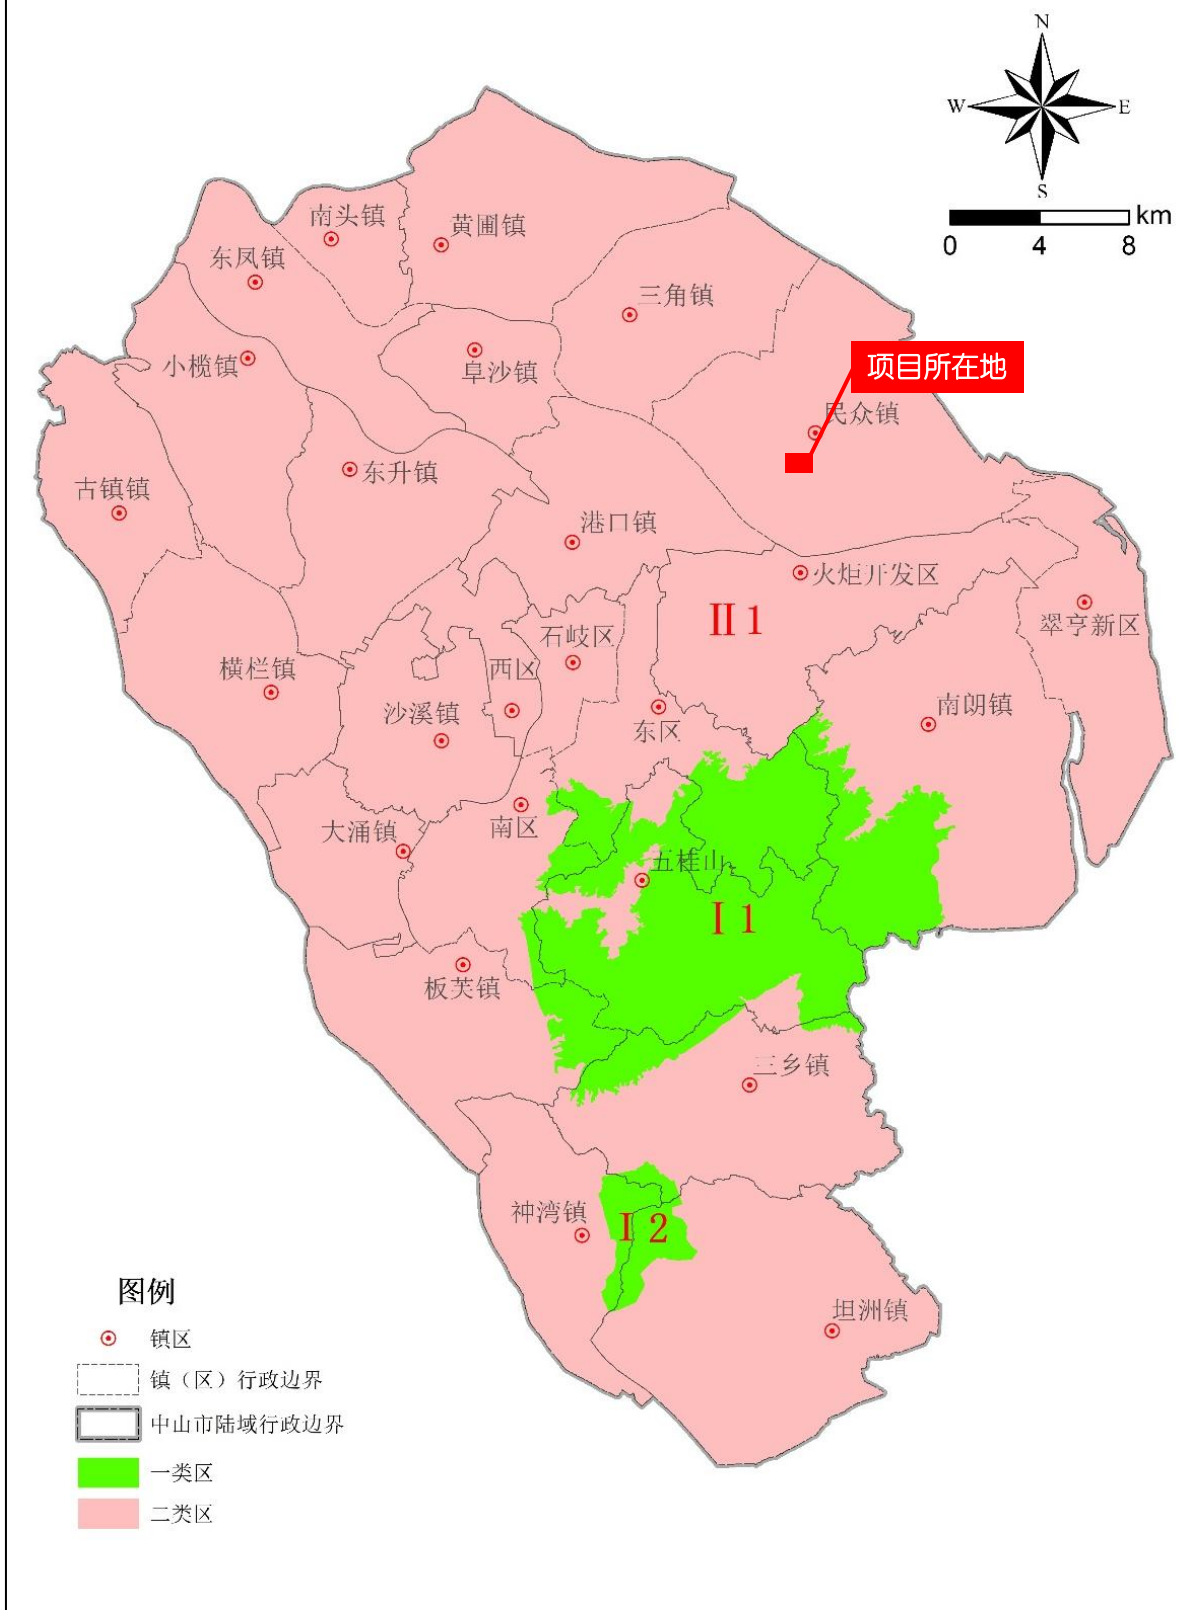 N
W
E
S
km
0
4
8
南头镇
黄圃镇
东凤镇
三角镇
小榄镇
阜沙镇
项目所在地
民众镇
古镇镇
东升镇
港口镇
火炬开发区
II 1
翠亨新区
石岐区
横栏镇
西区
沙溪镇
南朗镇
东区
大涌镇
南区
五桂山
I 1
板芙镇
三乡镇
神湾镇
I 2
坦洲镇
图例
镇区
镇（区）行政边界
中山市陆域行政边界
一类区
二类区